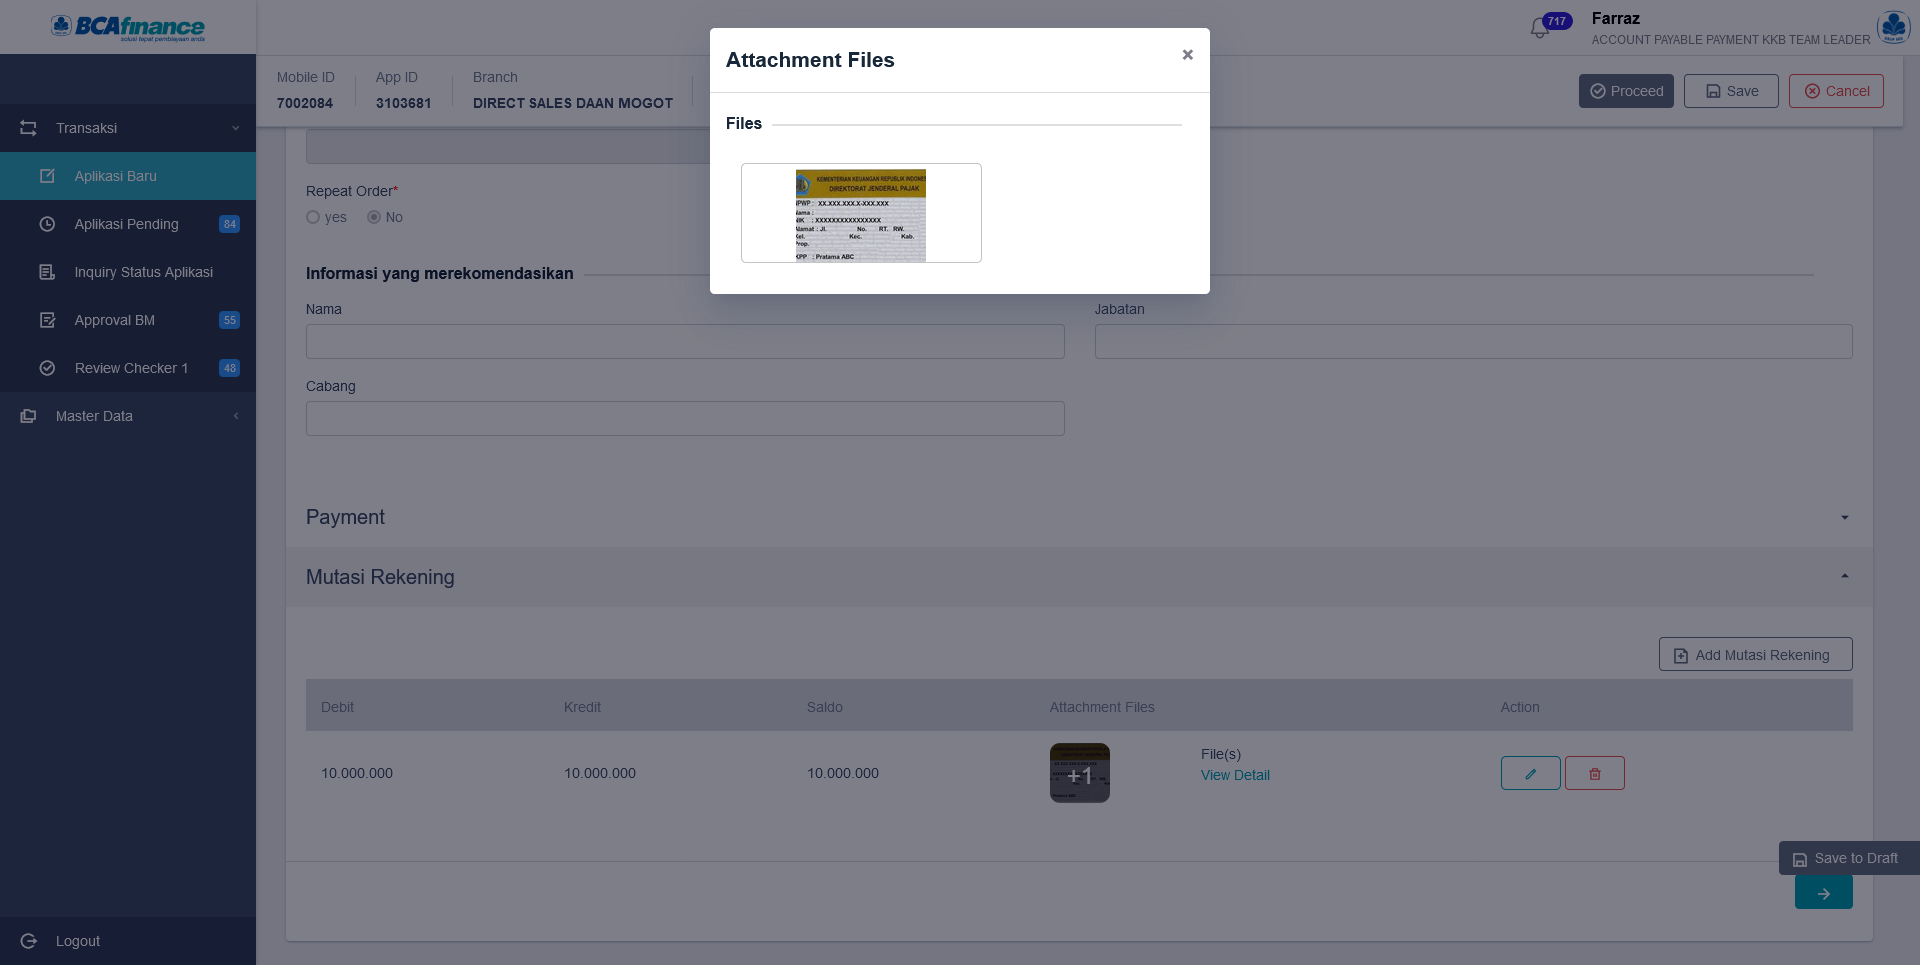 BCAfinance
solusi tepat pembiayaan anda
717
Farraz
ACCOUNT PAYABLE PAYMENT KKB TEAM LEADER
Attachment Files
×
Mobile ID
7002084
App ID
3103681
Branch
DIRECT SALES DAAN MOGOT
Proceed
Save
Cancel
Transaksi
Aplikasi Baru
Aplikasi Pending
84
Inquiry Status Aplikasi
Approval BM
55
Review Checker 1
48
Master Data
Logout
Files
KEMENTERIAN KEUANGAN REPUBLIK INDONES
DIREKTORAT JENDERAL PAJAK
NPWP : XX.XXX.XXX.X-XXX.XXX
Nama :
NIK : XXXXXXXXXXXXXXXX
Alamat : Jl. No. RT. RW.
Kel. Kec. Kab.
Prop.
KPP : Pratama ABC
Repeat Order*
yes
No
Informasi yang merekomendasikan
Nama
Jabatan
Cabang
Payment
Mutasi Rekening
Add Mutasi Rekening
Debit
Kredit
Saldo
Attachment Files
Action
10.000.000
10.000.000
10.000.000
+1
File(s)
View Detail
Save to Draft